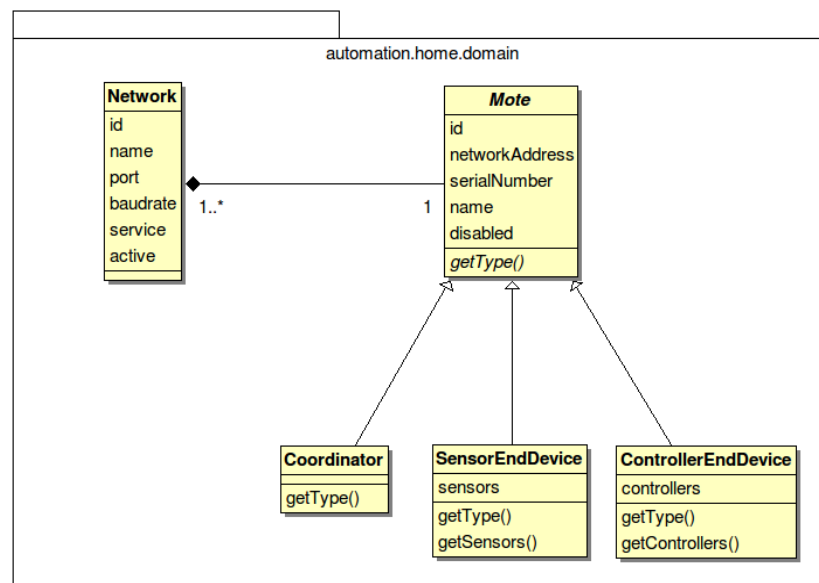 automation.home.domain
Network
id
name
port
baudrate
service
active
1..*
1
Mote
id
networkAddress
serialNumber
name
disabled
getType()
Coordinator
getType()
SensorEndDevice
sensors
getType()
getSensors()
ControllerEndDevice
controllers
getType()
getControllers()